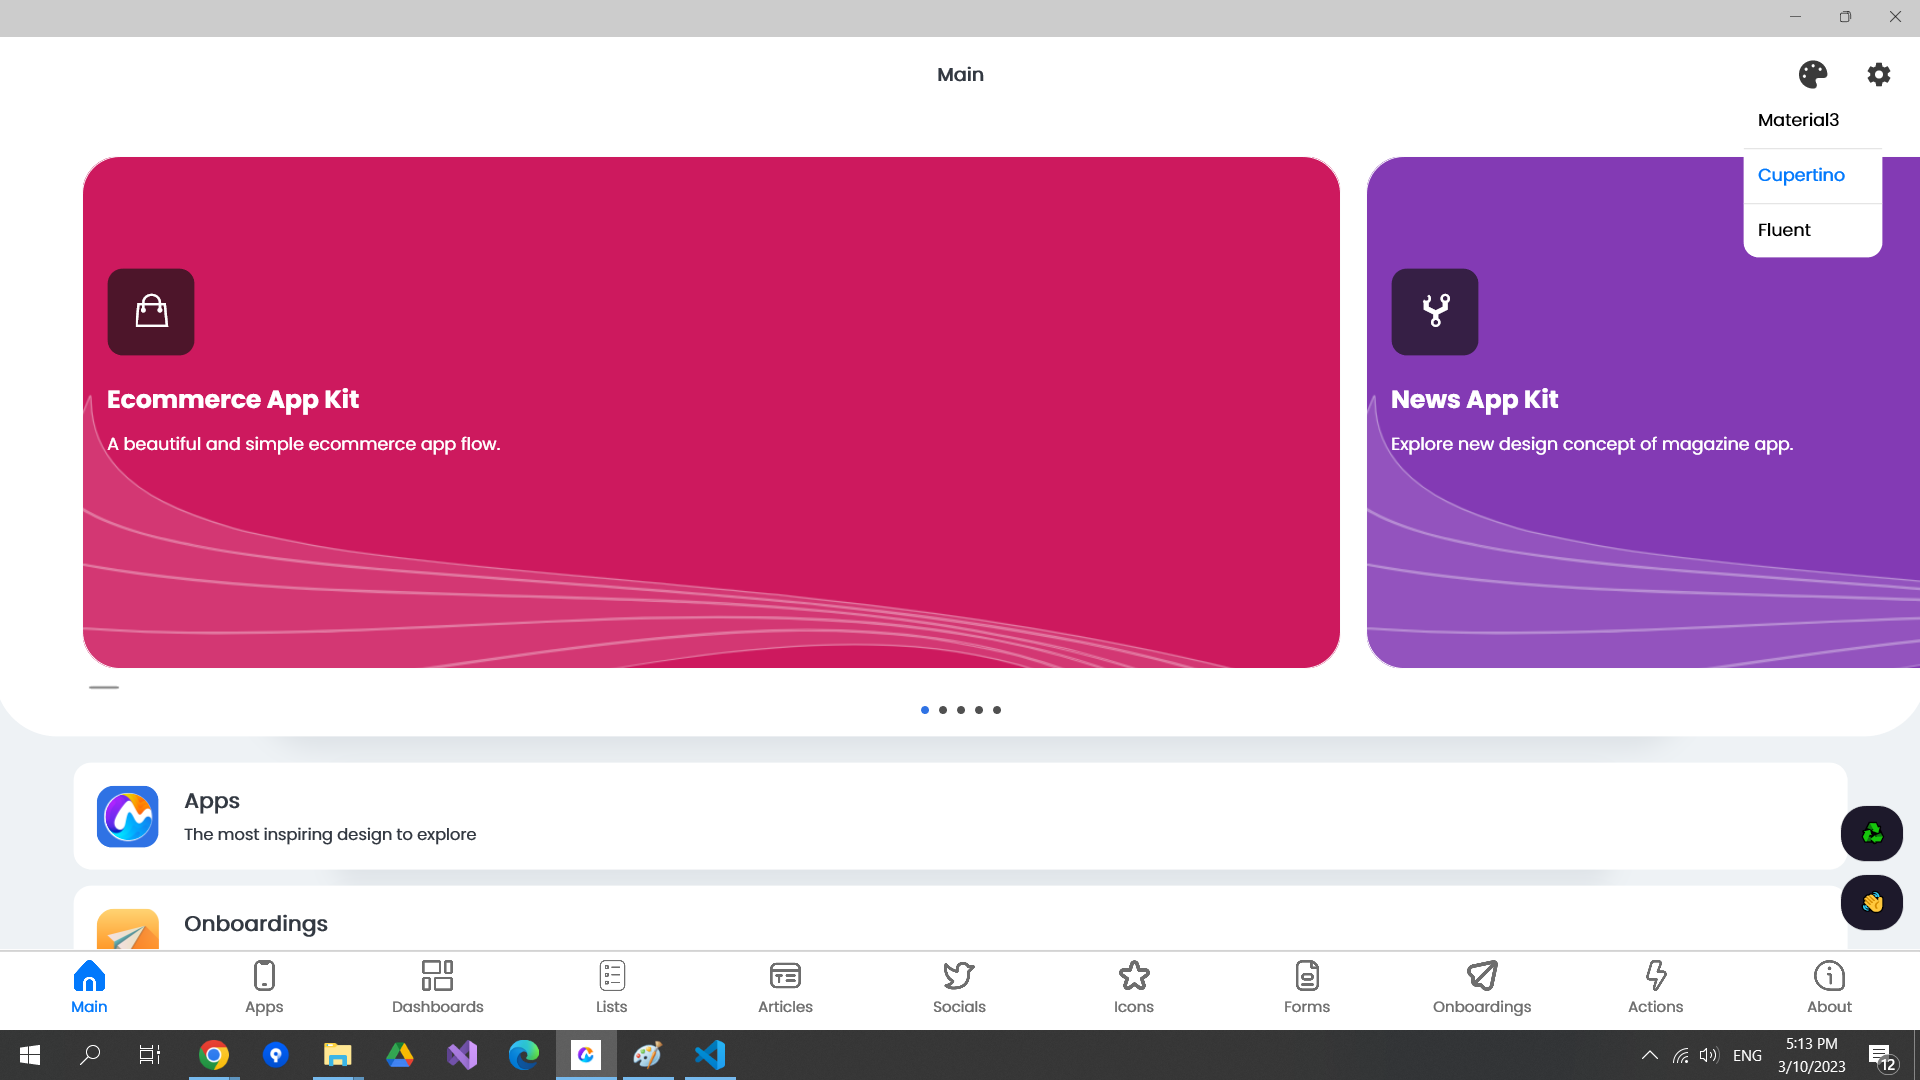 Main
Material3
Cupertino
Fluent
Ecommerce App Kit
A beautiful and simple ecommerce app flow.
News App Kit
Explore new design concept of magazine app.
Apps
The most inspiring design to explore
Onboardings
Main
Apps
Dashboards
Lists
Articles
Socials
Icons
Forms
Onboardings
Actions
About
ENG
5:13 PM
3/10/2023
12